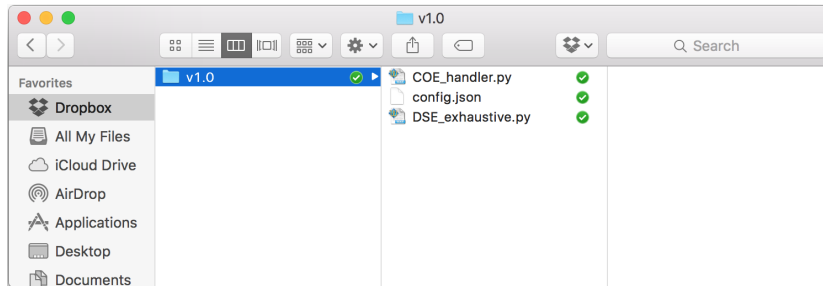 v1.0
Search
Favorites
Dropbox
All My Files
iCloud Drive
AirDrop
Applications
Desktop
Documents
v1.0
COE_handler.py
config.json
DSE_exhaustive.py